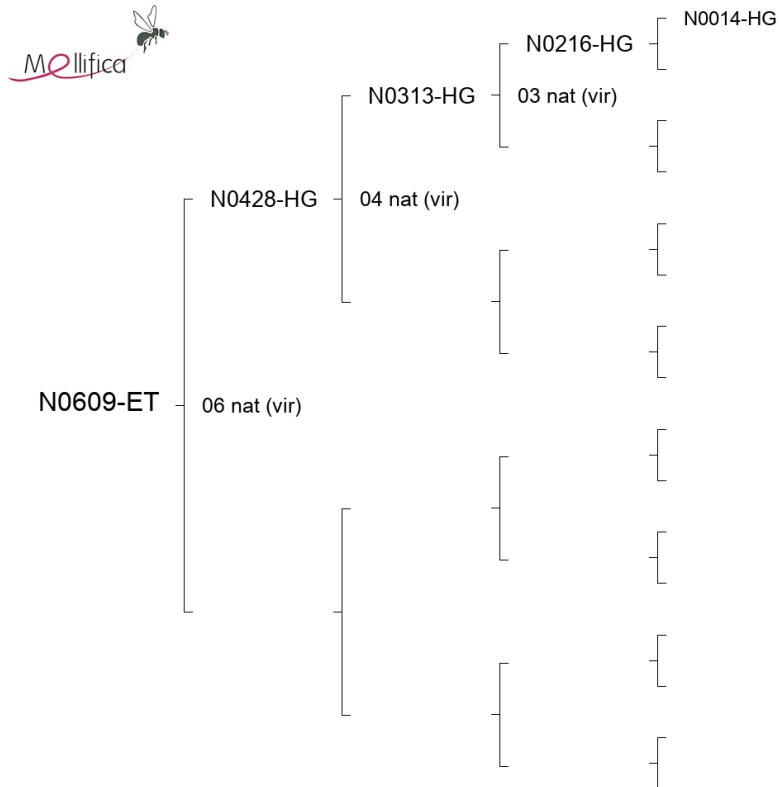 Mellifica
N0014-HG
N0216-HG
N0313-HG
03 nat (vir)
N0428-HG
04 nat (vir)
N0609-ET
06 nat (vir)